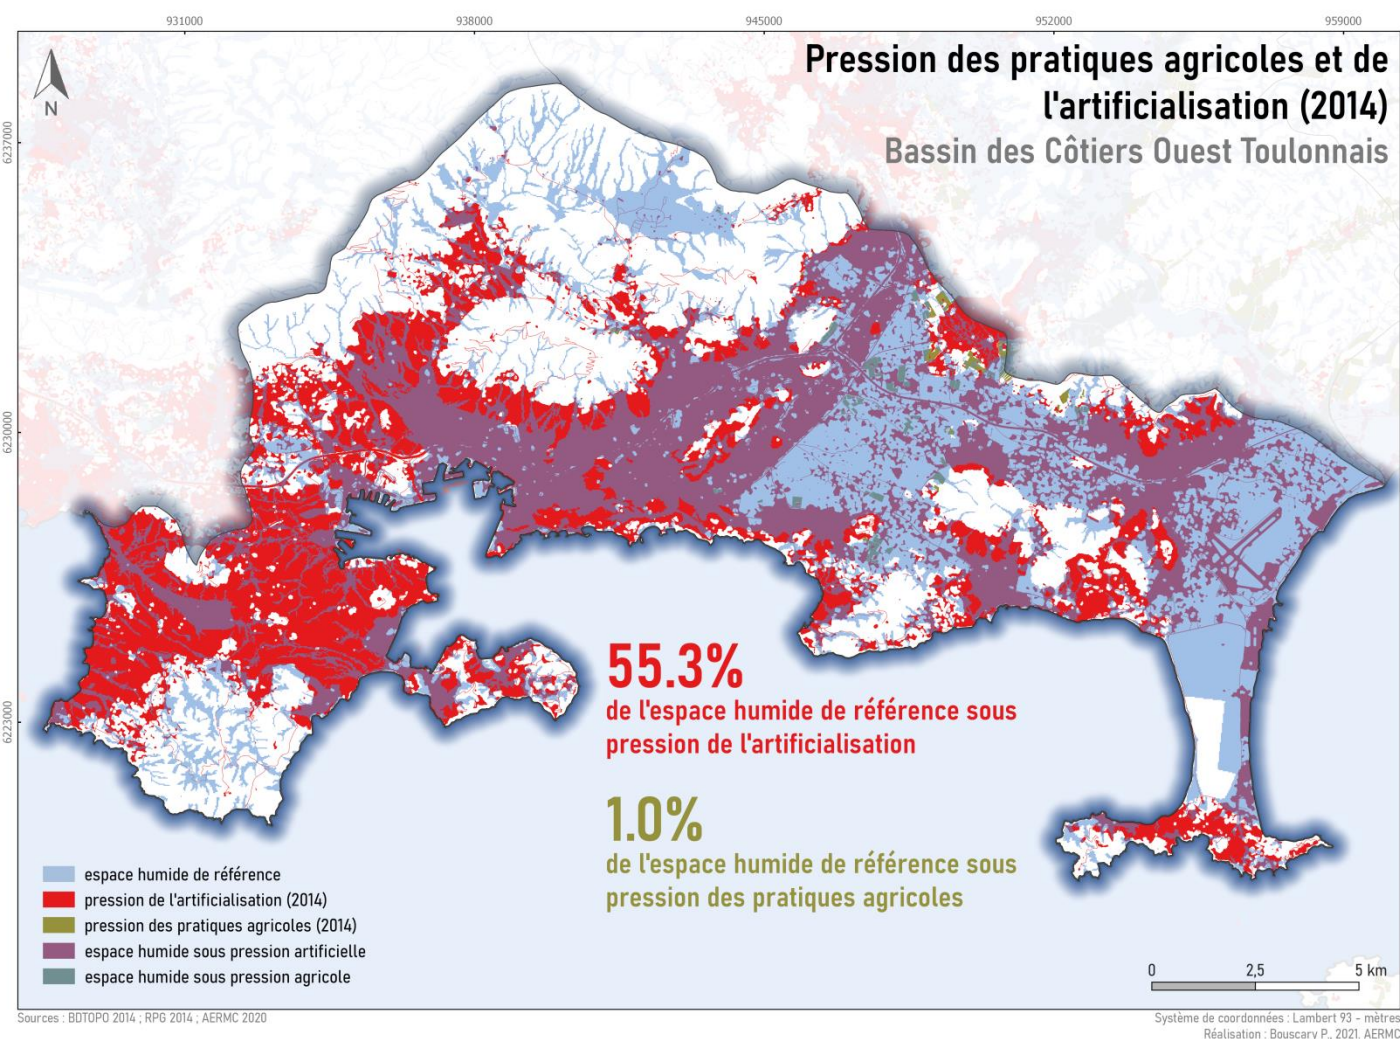 931000
938000
945000
952000
959000
Pression des pratiques agricoles et de
l'artificialisation (2014)
Bassin des Côtiers Ouest Toulonnais
N
6237000
6230000
6223000
55.3%
de l'espace humide de référence sous
pression de l'artificialisation
1.0%
de l'espace humide de référence sous
pression des pratiques agricoles
espace humide de référence
pression de l'artificialisation (2014)
pression des pratiques agricoles (2014)
espace humide sous pression artificielle
espace humide sous pression agricole
0 2,5 5 km
Sources : BDTOPO 2014 ; RPG 2014 ; AERMC 2020
Système de coordonnées : Lambert 93 - mètres
Réalisation : Bouscary P., 2021. AERMC